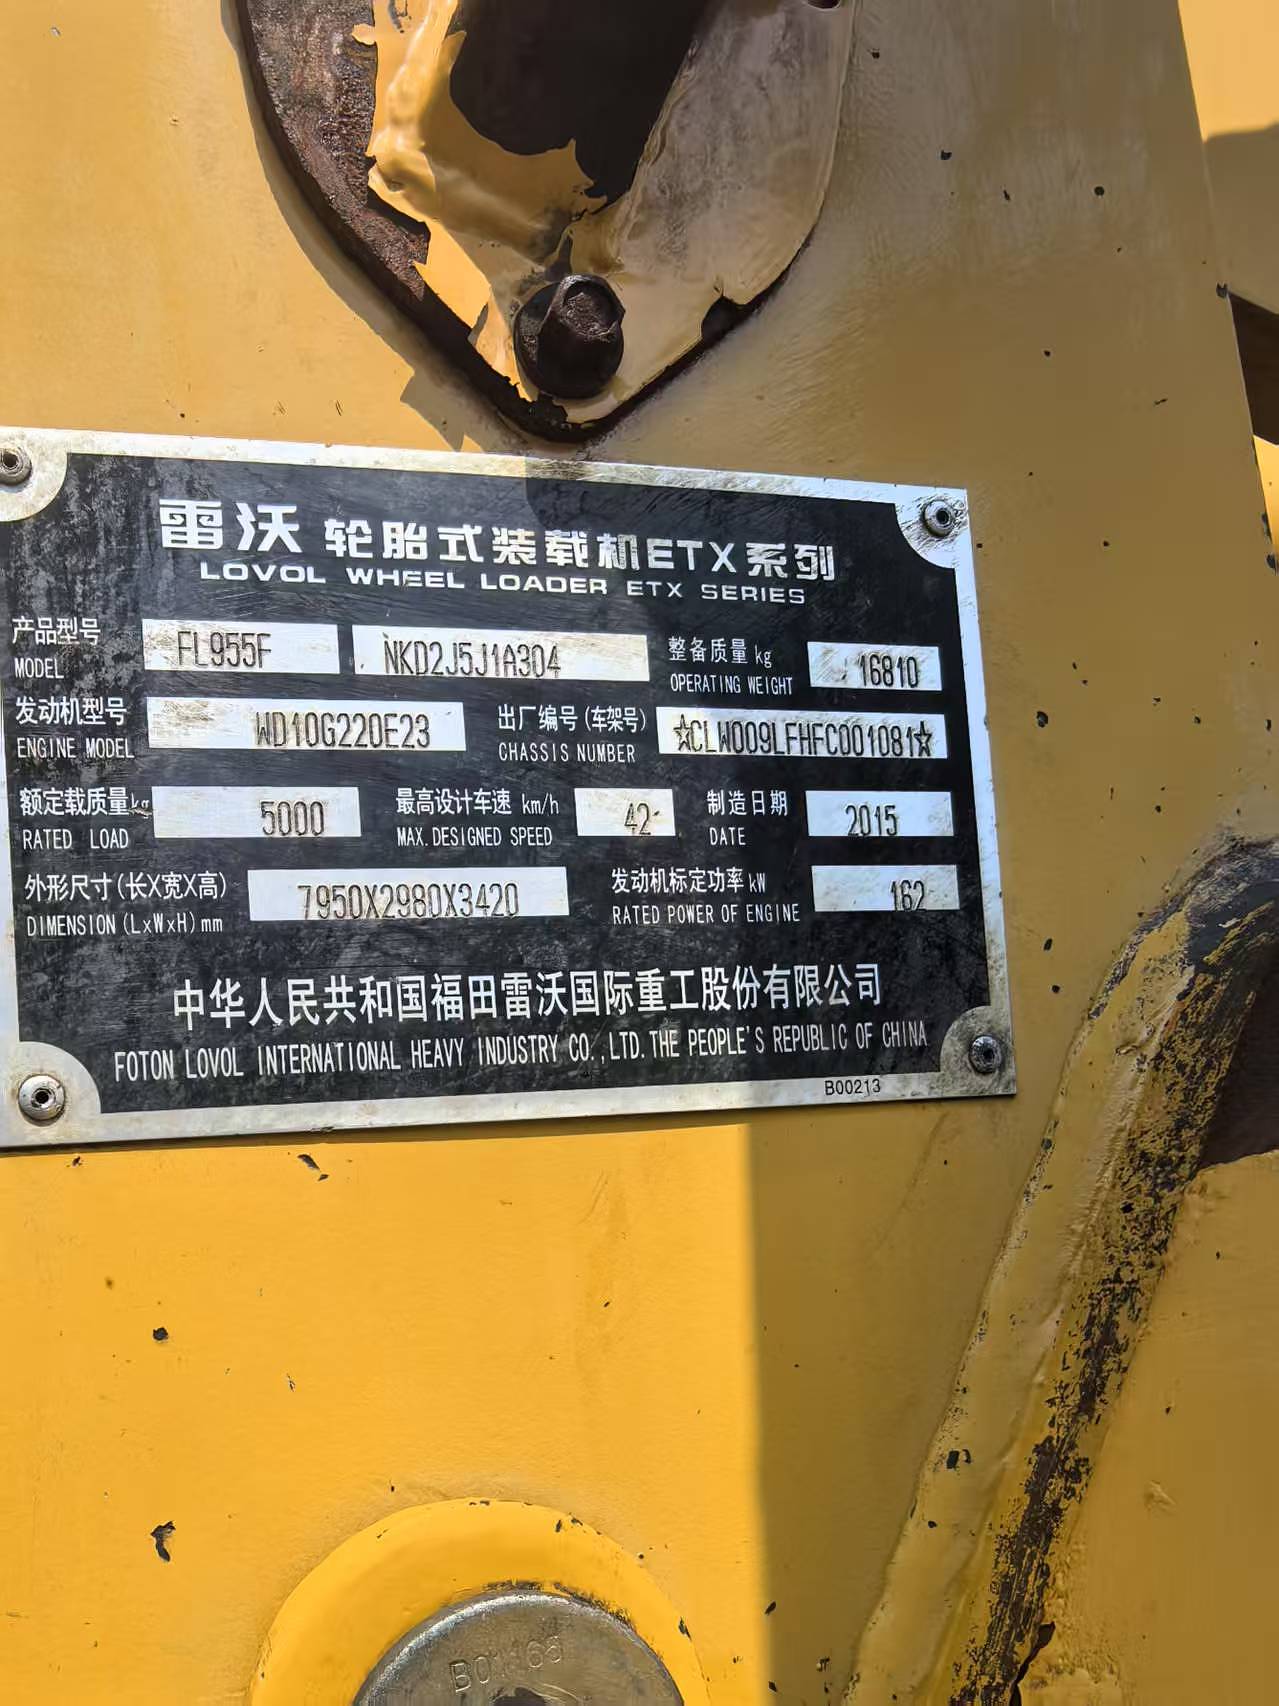 雷沃 轮胎式装载机ETX系列
LOVOL WHEEL LOADER ETX SERIES
产品型号 FL955F NKD2J5J1A304 整备质量 kg 16810
MODEL OPERATING WEIGHT
发动机型号 WD10G220E23 出厂编号(车架号) ☆CLW009LFHFC001081☆
ENGINE MODEL CHASSIS NUMBER
额定载质量kg 5000 最高设计车速 km/h 42 制造日期 2015
RATED LOAD MAX.DESIGNED SPEED DATE
外形尺寸(长X宽X高) 7950X2980X3420 发动机标定功率 kW 162
DIMENSION(LxWxH)mm RATED POWER OF ENGINE
中华人民共和国福田雷沃国际重工股份有限公司
FOTON LOVOL INTERNATIONAL HEAVY INDUSTRY CO.,LTD.THE PEOPLE'S REPUBLIC OF CHINA
B00213